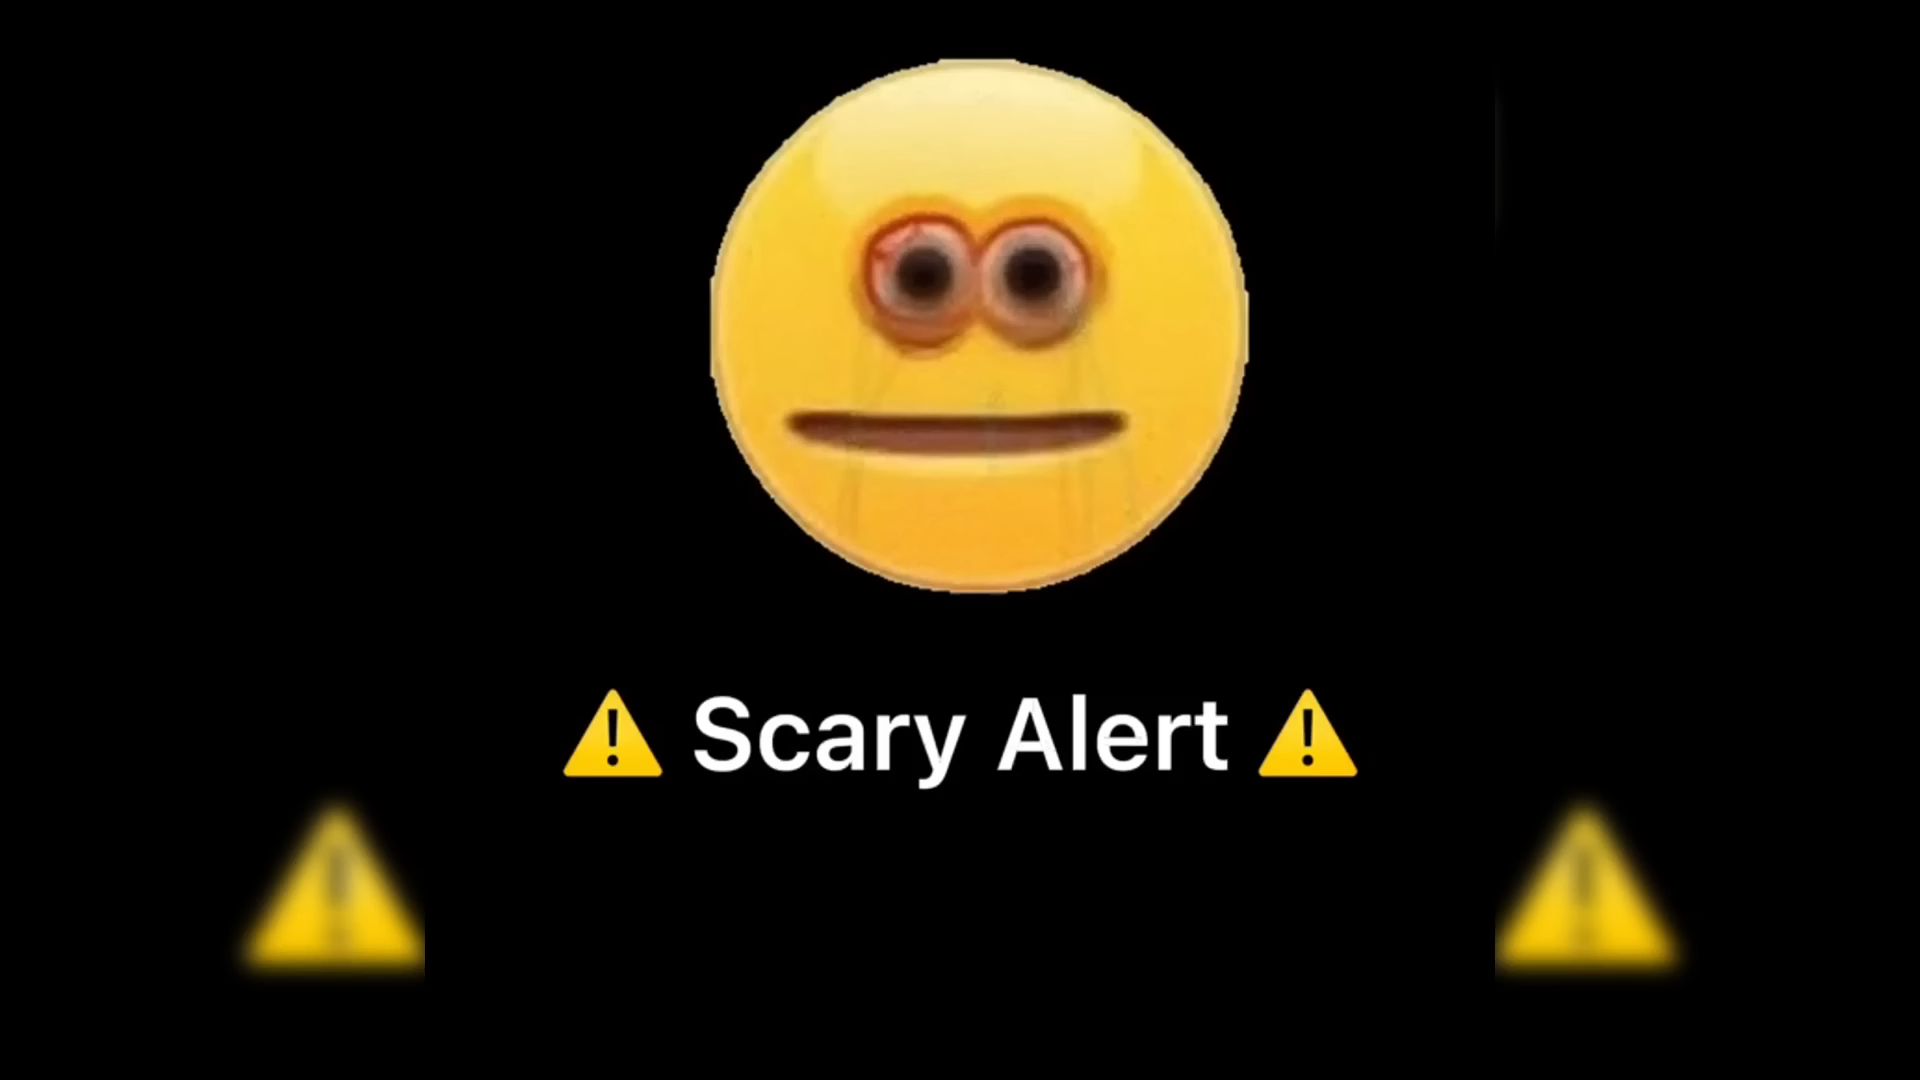 ⚠️ Scary Alert ⚠️